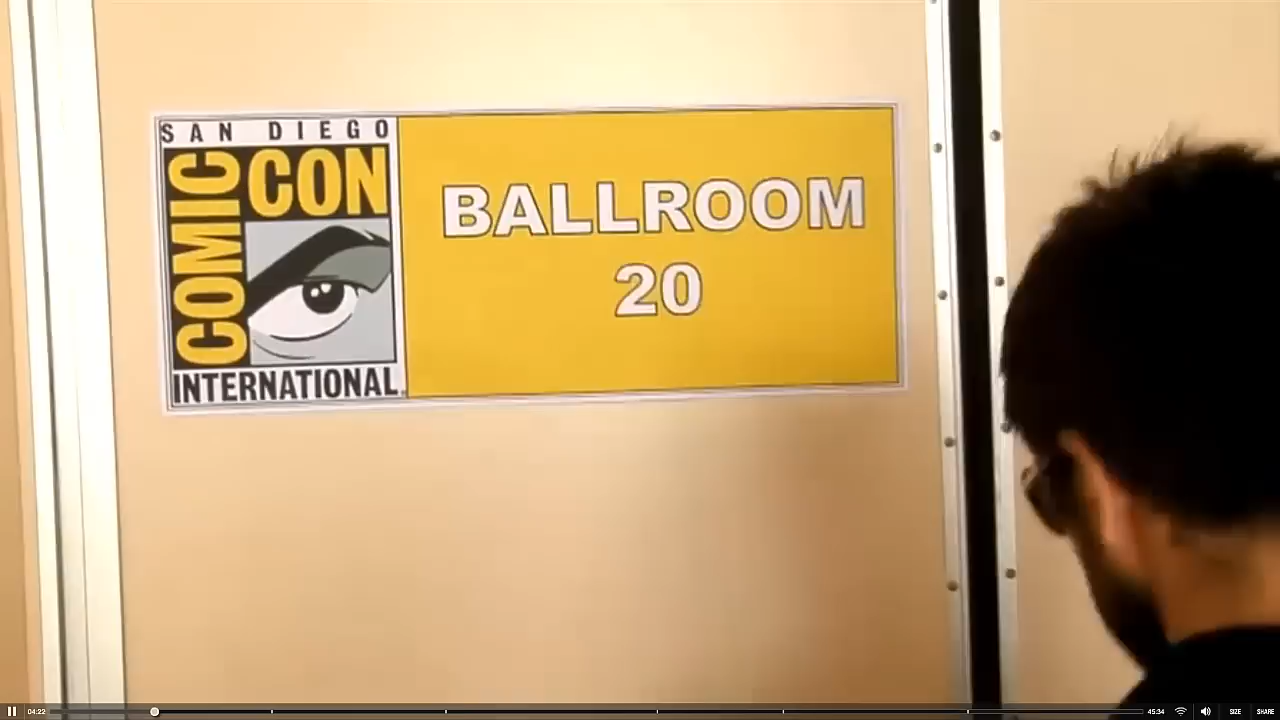 SAN DIEGO
COMIC CON
INTERNATIONAL
BALLROOM
20
04:22
45:34
SIZE
SHARE